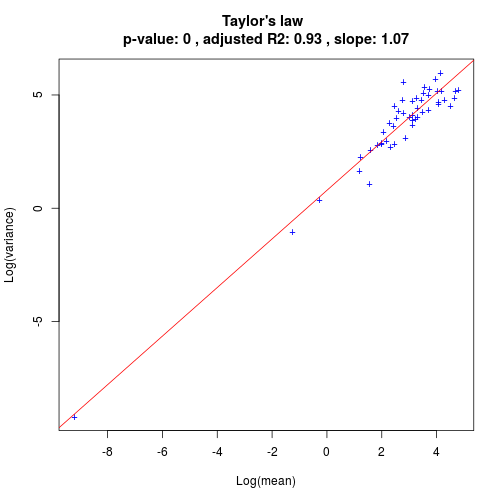 Taylor's law
p-value: 0 , adjusted R2: 0.93 , slope: 1.07
Log(variance)
5
0
-5
-8 -6 -4 -2 0 2 4
Log(mean)